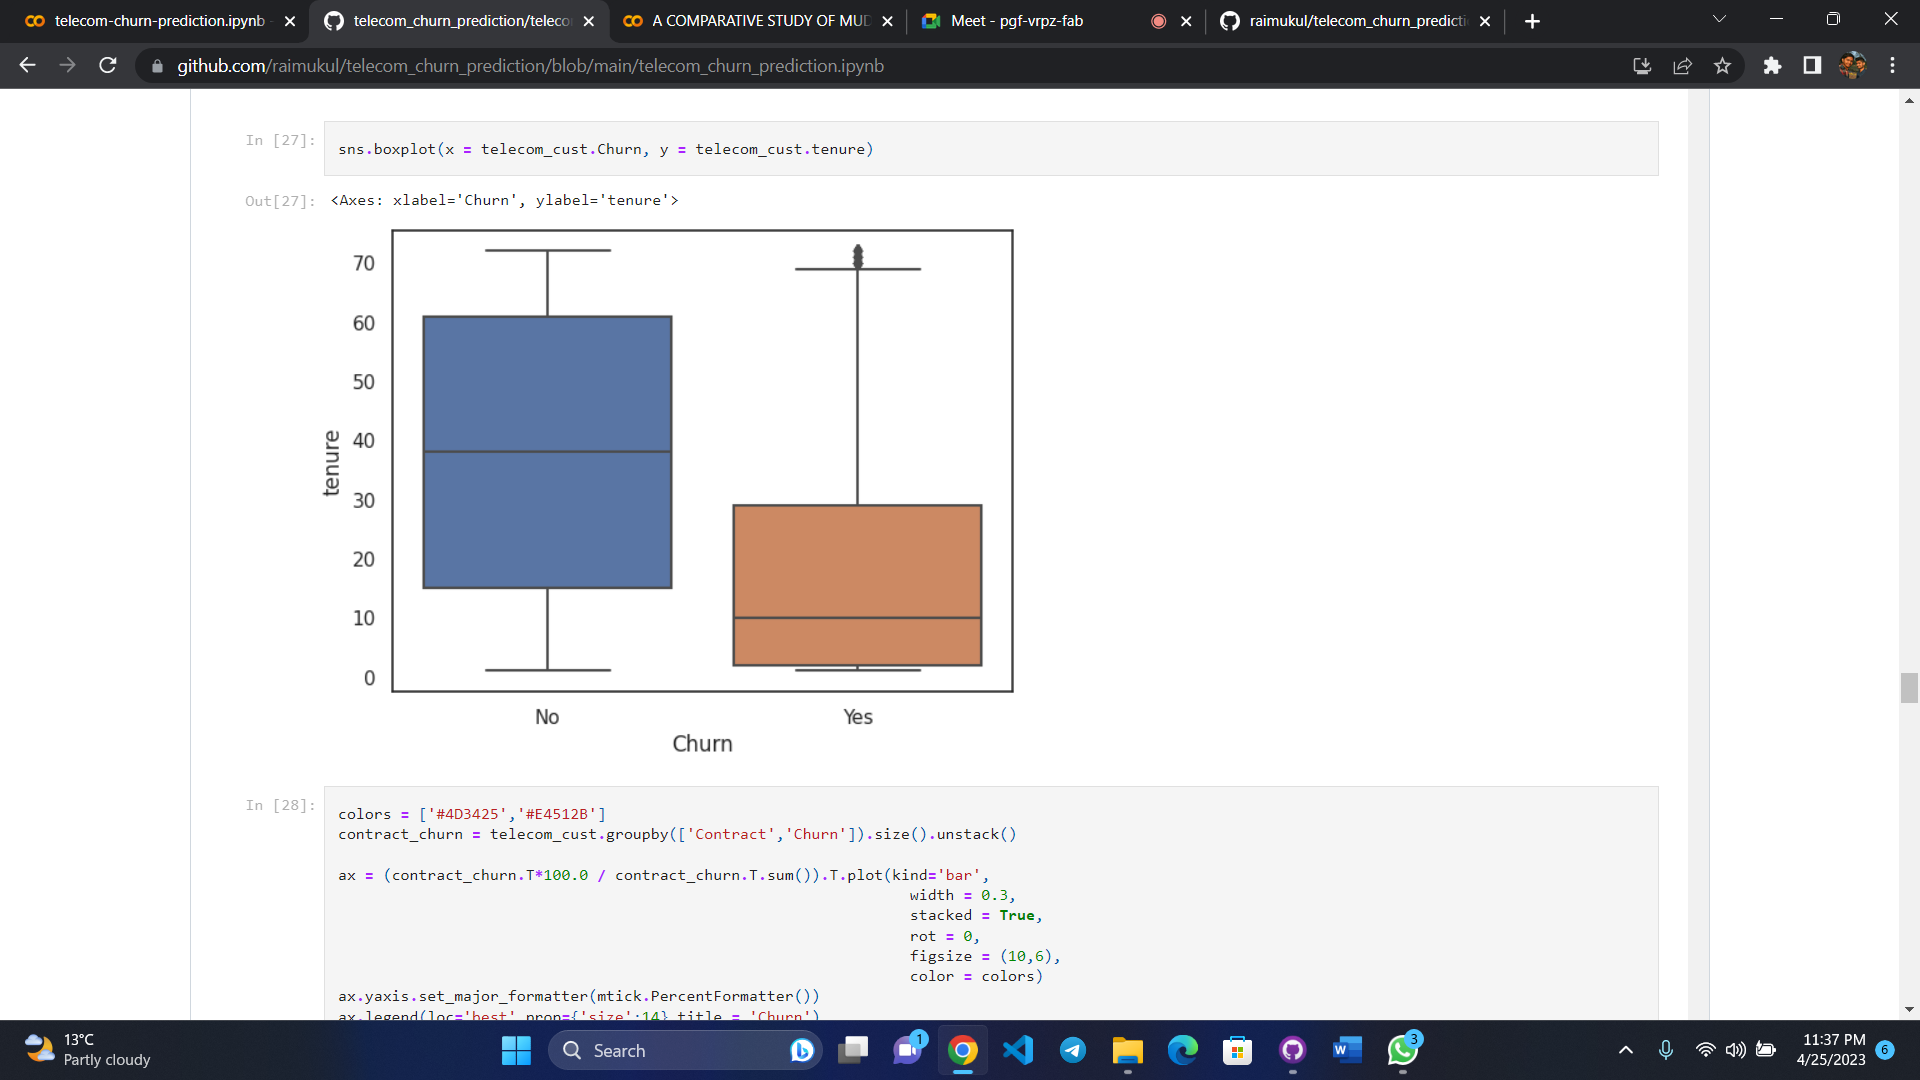 telecom-churn-prediction.ipynb -
telecom_churn_prediction/teleco
A COMPARATIVE STUDY OF MUD
Meet - pgf-vrpz-fab
raimukul/telecom_churn_predicti
github.com/raimukul/telecom_churn_prediction/blob/main/telecom_churn_prediction.ipynb
In [27]:
sns.boxplot(x = telecom_cust.Churn, y = telecom_cust.tenure)
Out[27]:
<Axes: xlabel='Churn', ylabel='tenure'>
70
60
50
40
30
20
10
0
tenure
No
Yes
Churn
In [28]:
colors = ['#4D3425','#E4512B']
contract_churn = telecom_cust.groupby(['Contract','Churn']).size().unstack()
ax = (contract_churn.T*100.0 / contract_churn.T.sum()).T.plot(kind='bar',
width = 0.3,
stacked = True,
rot = 0,
figsize = (10,6),
color = colors)
ax.yaxis.set_major_formatter(mtick.PercentFormatter())
ax.legend(loc='best',prop={'size':14},title = 'Churn')
13°C
Partly cloudy
Search
1
3
11:37 PM
4/25/2023
6